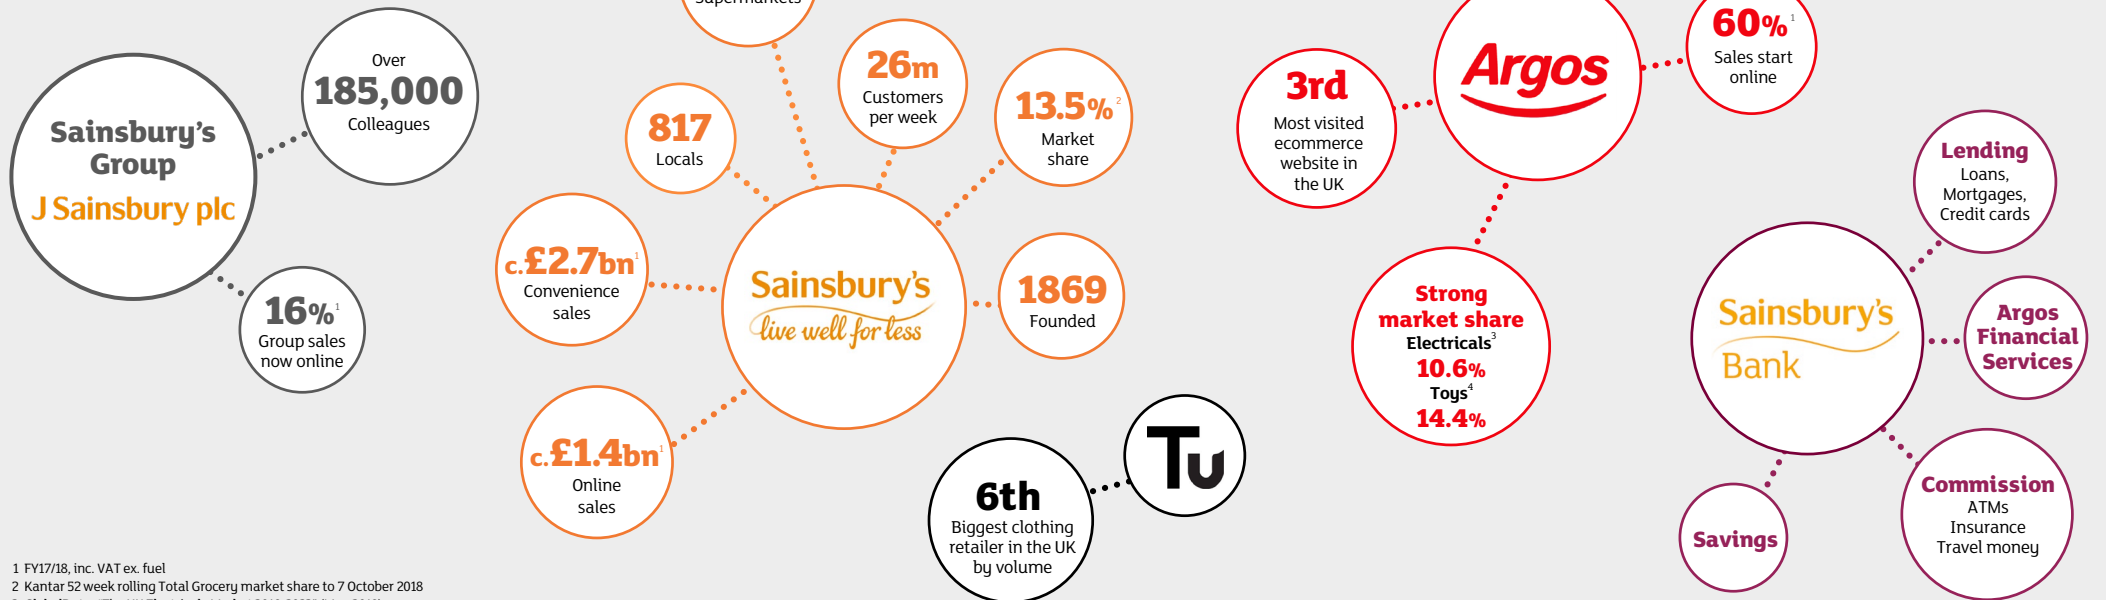 Supermarkets
Sainsbury's
Group
J Sainsbury plc
Over
185,000
Colleagues
16%1
Group sales
now online
817
Locals
26m
Customers
per week
13.5%2
Market
share
c.£2.7bn1
Convenience
sales
Sainsbury's
live well for less
1869
Founded
c.£1.4bn1
Online
sales
6th
Biggest clothing
retailer in the UK
by volume
Tu
3rd
Most visited
ecommerce
website in
the UK
Argos
60%1
Sales start
online
Strong
market share
Electricals3
10.6%
Toys4
14.4%
Sainsbury's
Bank
Lending
Loans,
Mortgages,
Credit cards
Argos
Financial
Services
Commission
ATMs
Insurance
Travel money
Savings
1 FY17/18, inc. VAT ex. fuel
2 Kantar 52 week rolling Total Grocery market share to 7 October 2018